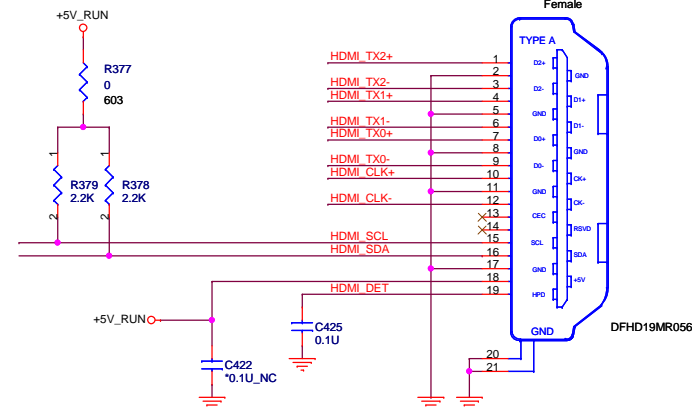 Female
+5V_RUN
TYPE A
R377
0
603
HDMI_TX2+ 1 D2+
2 GND
HDMI_TX2- 3 D2-
HDMI_TX1+ 4 D1+
5 GND
HDMI_TX1- 6 D1-
HDMI_TX0+ 7 D0+
8 GND
HDMI_TX0- 9 D0-
HDMI_CLK+ 10 CK+
11 GND
HDMI_CLK- 12 CK-
13 CEC
14 RSVD
HDMI_SCL 15 SCL
HDMI_SDA 16 SDA
17 GND
18 +5V
HDMI_DET 19 HPD
1 1
R379 R378
2.2K 2.2K
2 2
+5V_RUN
C425
0.1U
DFHD19MR056
GND
C422
*0.1U_NC
20
21